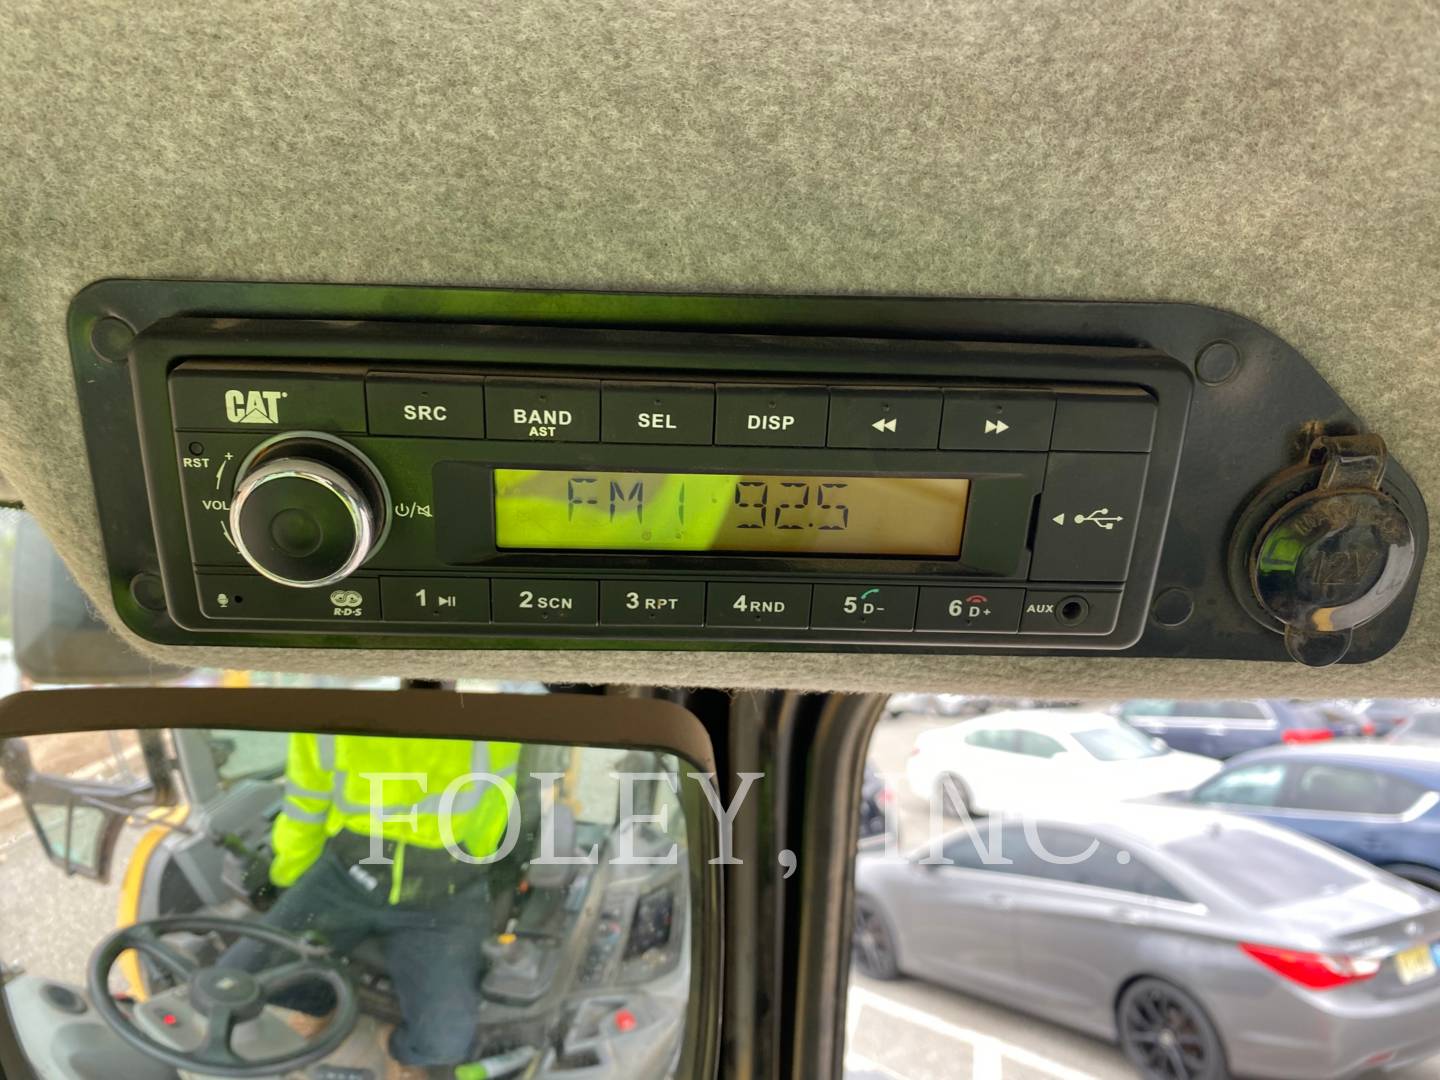 CAT
SRC BAND SEL DISP
AST
RST
VOL
FM1 92.5
R·D·S
1 2 SCN 3 RPT 4 RND 5 D- 6 D+ AUX
12V
FOLEY, INC.